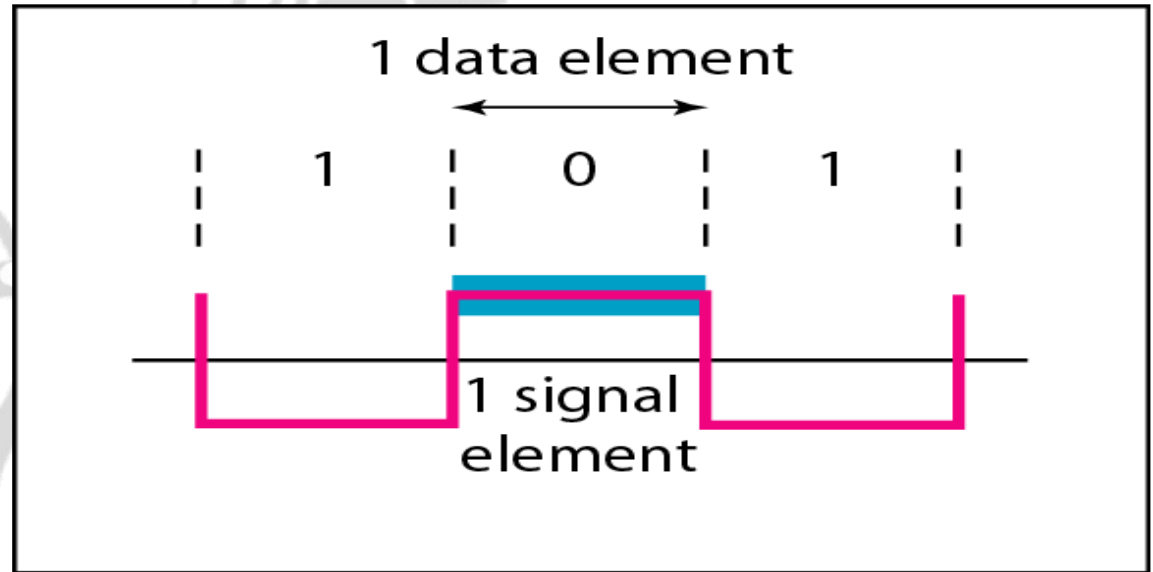 1 data element
1 0 1
1 signal
element